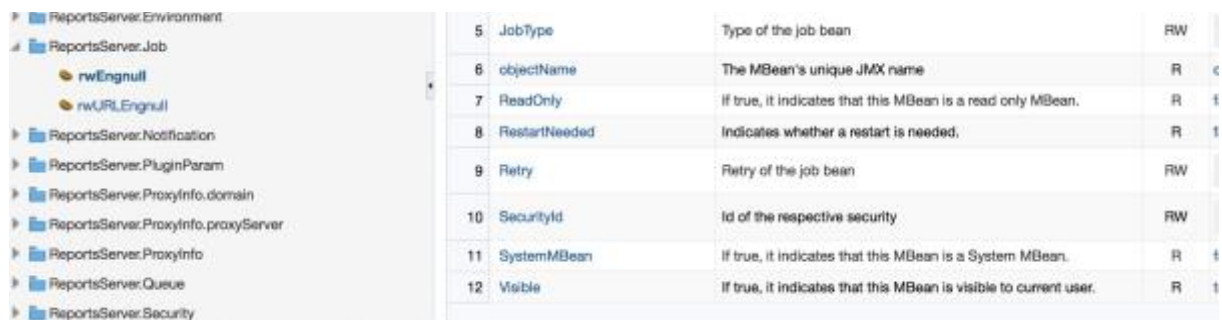 ReportsServer.Environment
ReportsServer.Job
rwEngnull
rwURLEngnull
ReportsServer.Notification
ReportsServer.PluginParam
ReportsServer.ProxyInfo.domain
ReportsServer.ProxyInfo.proxyServer
ReportsServer.ProxyInfo
ReportsServer.Queue
ReportsServer.Security
5 JobType Type of the job bean RW
6 objectName The MBean's unique JMX name R
7 ReadOnly If true, it indicates that this MBean is a read only MBean. R
8 RestartNeeded Indicates whether a restart is needed. R
9 Retry Retry of the job bean RW
10 SecurityId Id of the respective security RW
11 SystemMBean If true, it indicates that this MBean is a System MBean. R
12 Visible If true, it indicates that this MBean is visible to current user. R